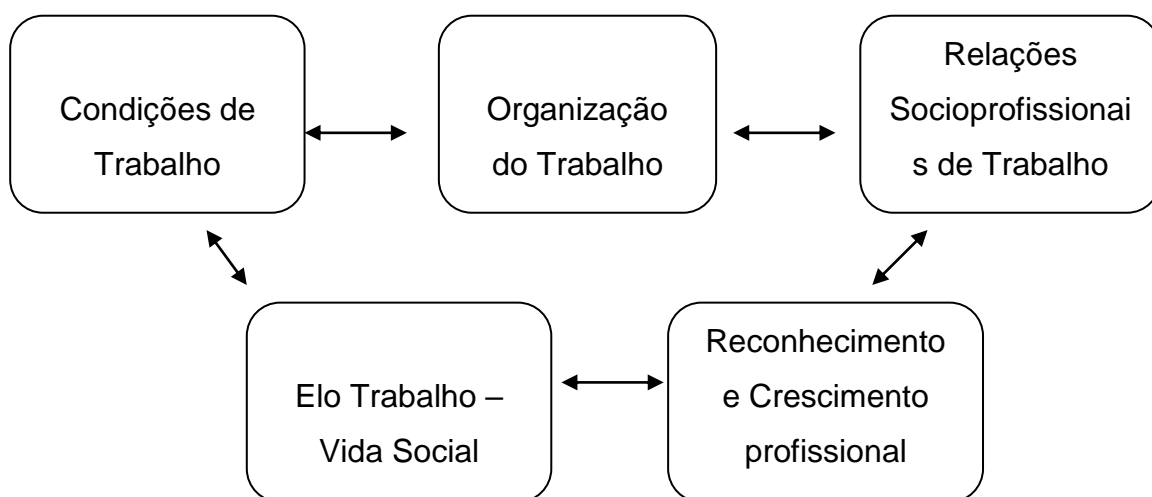 Condições de
Trabalho
Organização
do Trabalho
Relações
Socioprofissionai
s de Trabalho
Elo Trabalho –
Vida Social
Reconhecimento
e Crescimento
profissional